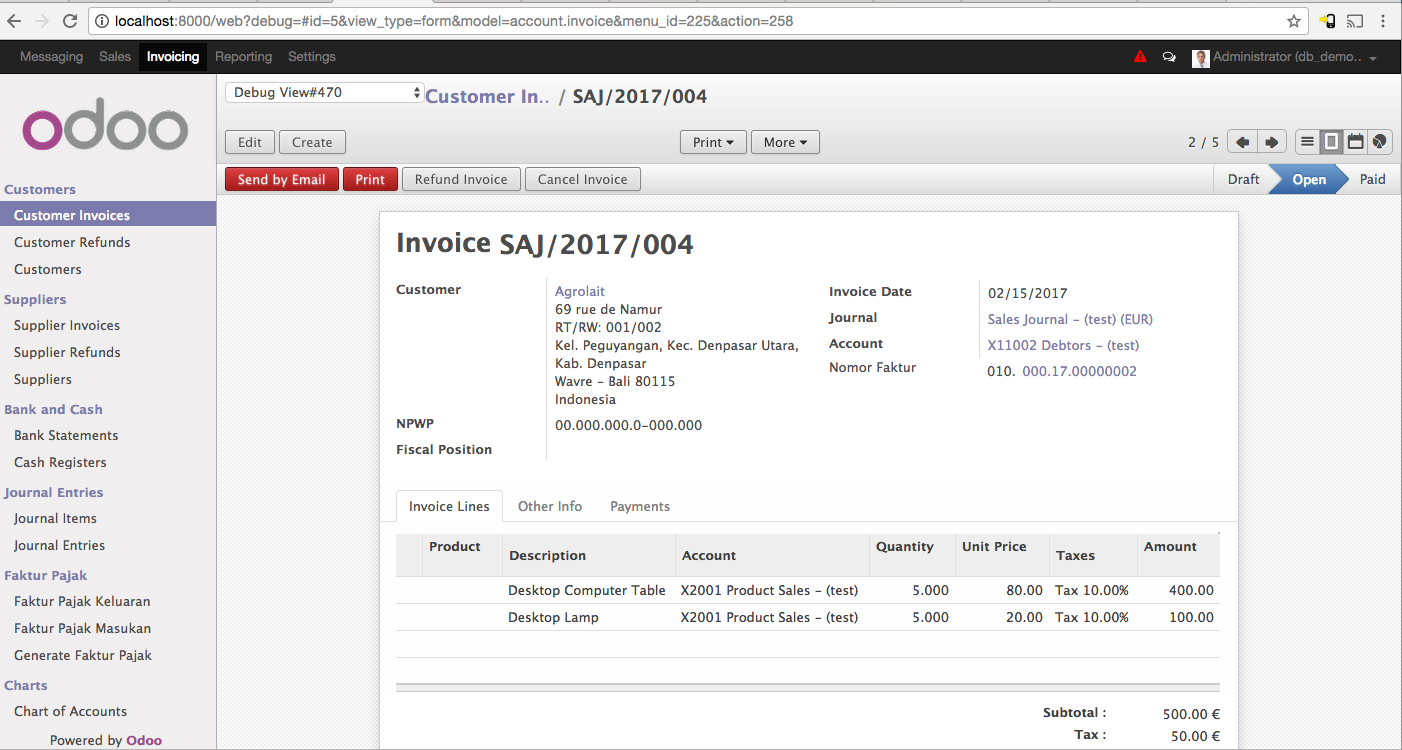 localhost:8000/web?debug=#id=5&view_type=form&model=account.invoice&menu_id=225&action=258
Messaging Sales Invoicing Reporting Settings Administrator (db_demo..
odoo
Debug View#470 Customer In.. / SAJ/2017/004
Edit Create Print More 2 / 5
Send by Email Print Refund Invoice Cancel Invoice Draft Open Paid
Customers
Customer Invoices
Customer Refunds
Customers
Suppliers
Supplier Invoices
Supplier Refunds
Suppliers
Bank and Cash
Bank Statements
Cash Registers
Journal Entries
Journal Items
Journal Entries
Faktur Pajak
Faktur Pajak Keluaran
Faktur Pajak Masukan
Generate Faktur Pajak
Charts
Chart of Accounts
Powered by Odoo
Invoice SAJ/2017/004
Customer
Agrolait
69 rue de Namur
RT/RW: 001/002
Kel. Peguyangan, Kec. Denpasar Utara,
Kab. Denpasar
Wavre - Bali 80115
Indonesia
NPWP 00.000.000.0-000.000
Fiscal Position
Invoice Date 02/15/2017
Journal Sales Journal - (test) (EUR)
Account X11002 Debtors - (test)
Nomor Faktur 010. 000.17.00000002
Invoice Lines Other Info Payments
Product Description Account Quantity Unit Price Taxes Amount
Desktop Computer Table X2001 Product Sales - (test) 5.000 80.00 Tax 10.00% 400.00
Desktop Lamp X2001 Product Sales - (test) 5.000 20.00 Tax 10.00% 100.00
Subtotal : 500.00 €
Tax : 50.00 €